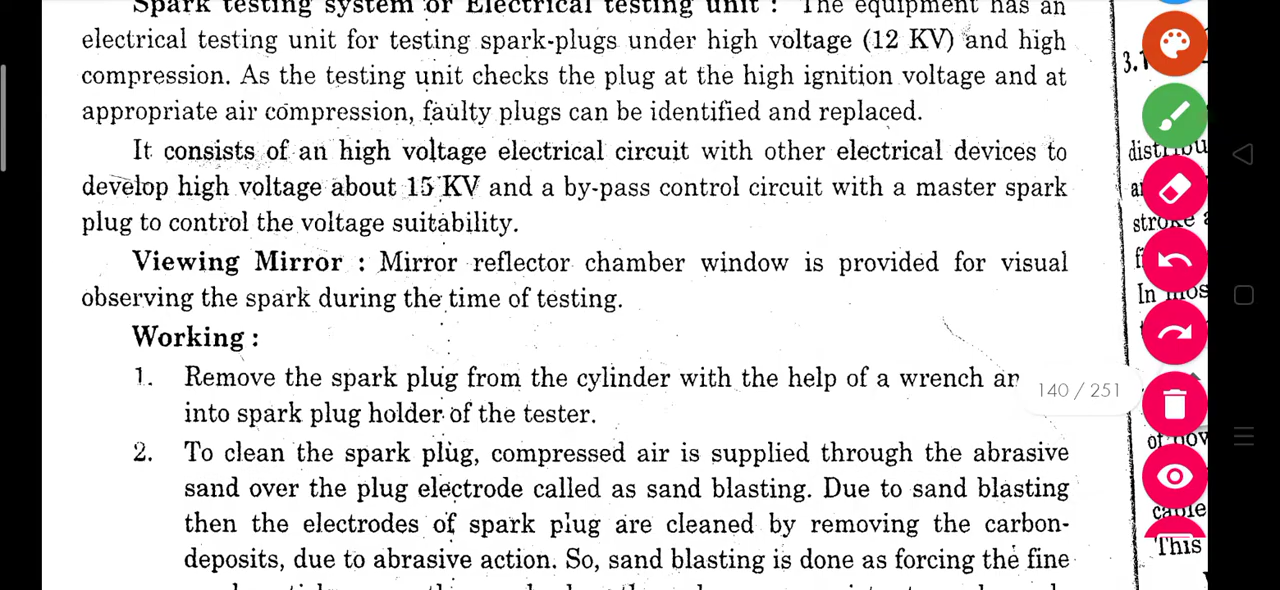 Spark testing system or Electrical testing unit : The equipment has an
electrical testing unit for testing spark-plugs under high voltage (12 KV) and high
compression. As the testing unit checks the plug at the high ignition voltage and at
appropriate air compression, faulty plugs can be identified and replaced.
It consists of an high voltage electrical circuit with other electrical devices to
develop high voltage about 15 KV and a by-pass control circuit with a master spark
plug to control the voltage suitability.
Viewing Mirror : Mirror reflector chamber window is provided for visual
observing the spark during the time of testing.
Working :
1. Remove the spark plug from the cylinder with the help of a wrench
into spark plug holder of the tester.
2. To clean the spark plug, compressed air is supplied through the abrasive
sand over the plug electrode called as sand blasting. Due to sand blasting
then the electrodes of spark plug are cleaned by removing the carbon-
deposits, due to abrasive action. So, sand blasting is done as forcing the fine
140 / 251
3.
stroke
In
This